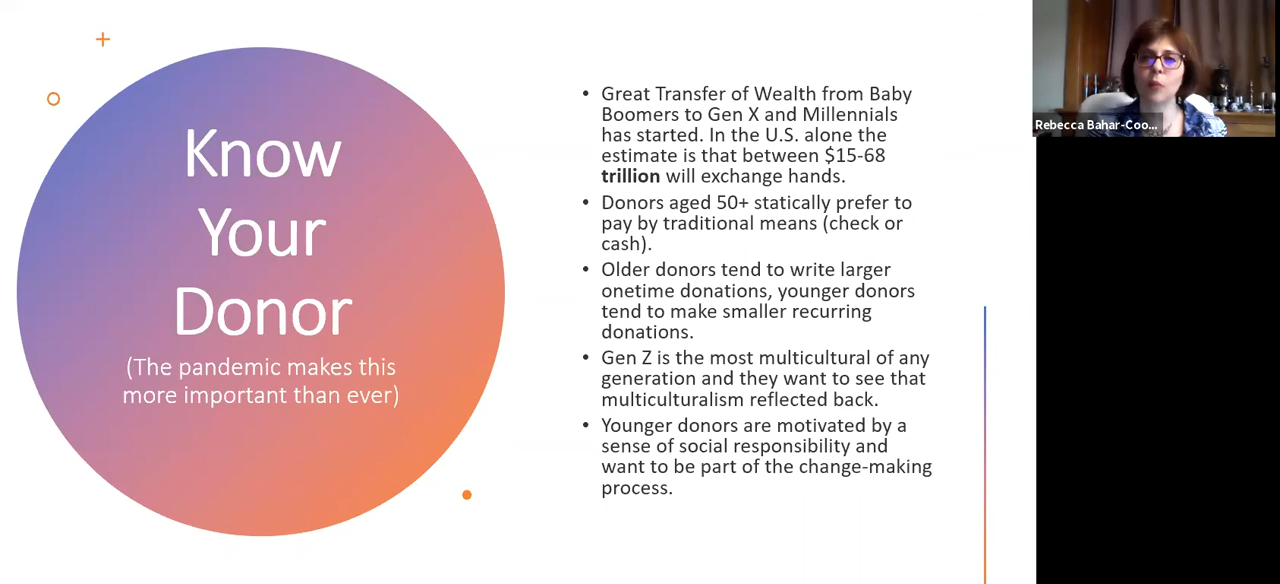 Know
Your
Donor
(The pandemic makes this
more important than ever)
• Great Transfer of Wealth from Baby
Boomers to Gen X and Millennials
has started. In the U.S. alone the
estimate is that between $15-68
trillion will exchange hands.
• Donors aged 50+ statically prefer to
pay by traditional means (check or
cash).
• Older donors tend to write larger
onetime donations, younger donors
tend to make smaller recurring
donations.
• Gen Z is the most multicultural of any
generation and they want to see that
multiculturalism reflected back.
• Younger donors are motivated by a
sense of social responsibility and
want to be part of the change-making
process.
Rebecca Bahar-Coo...